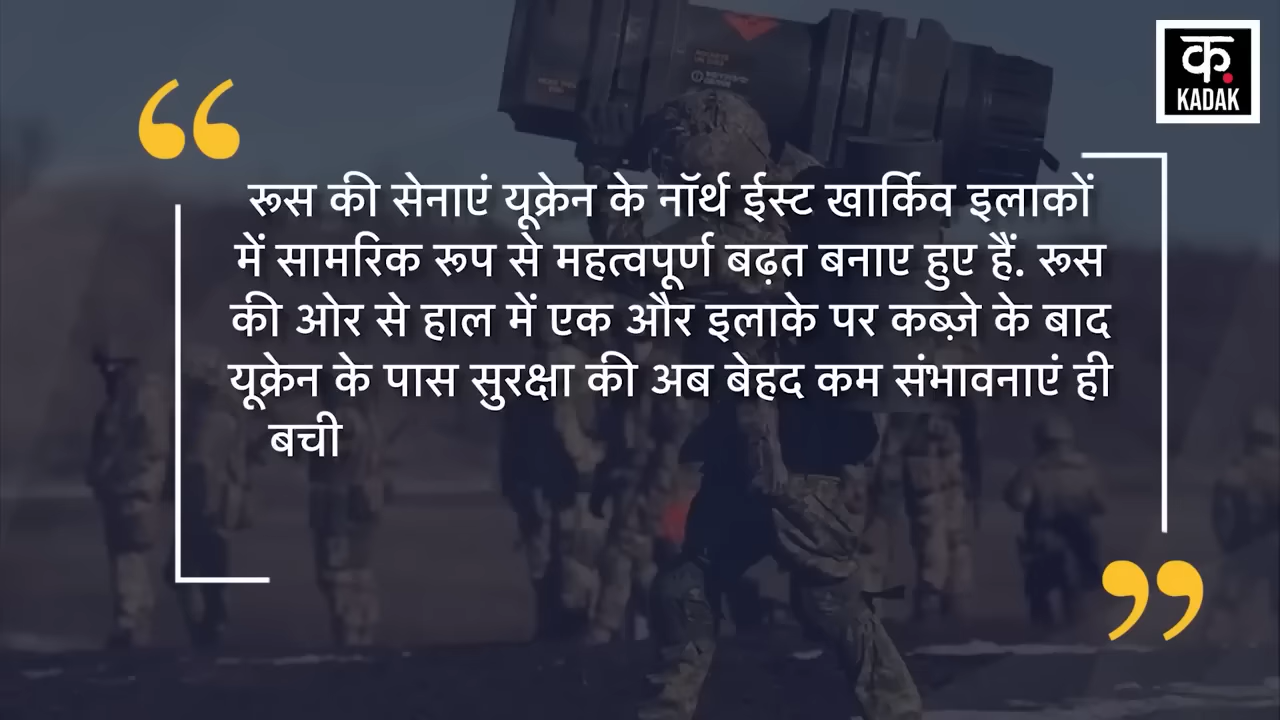 क.
KADAK
रूस की सेनाएं यूक्रेन के नॉर्थ ईस्ट खार्किव इलाकों
में सामरिक रूप से महत्वपूर्ण बढ़त बनाए हुए हैं. रूस
की ओर से हाल में एक और इलाके पर कब्ज़े के बाद
यूक्रेन के पास सुरक्षा की अब बेहद कम संभावनाएं ही
बची